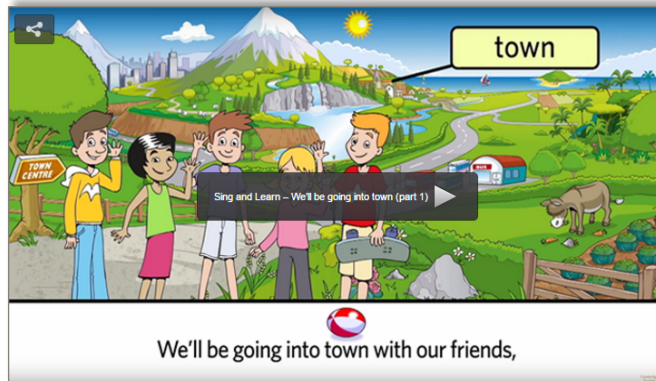 town
TOWN
CENTRE
BUS
Sing and Learn – We'll be going into town (part 1)
We'll be going into town with our friends,